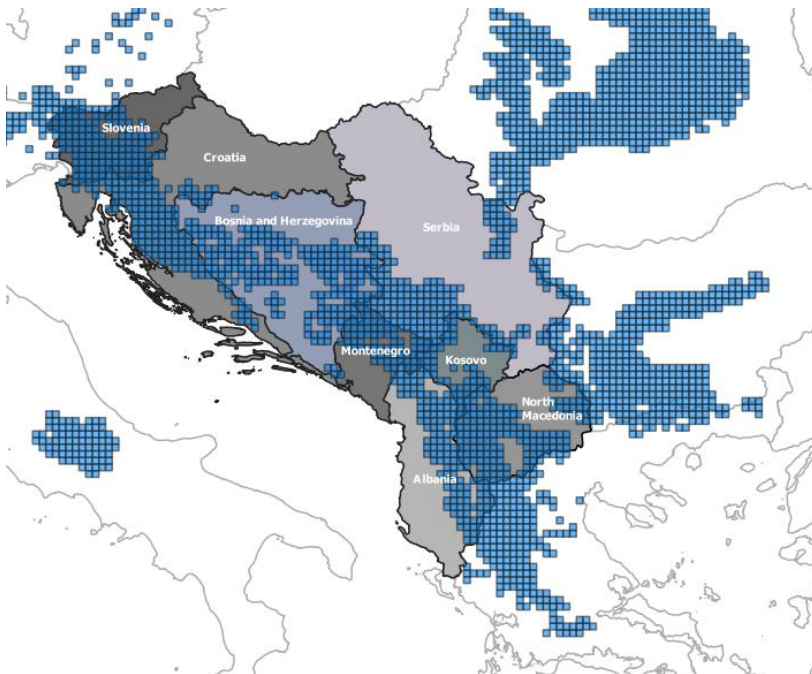 Slovenia
Croatia
Bosnia and Herzegovina
Serbia
Montenegro
Kosovo
North
Macedonia
Albania